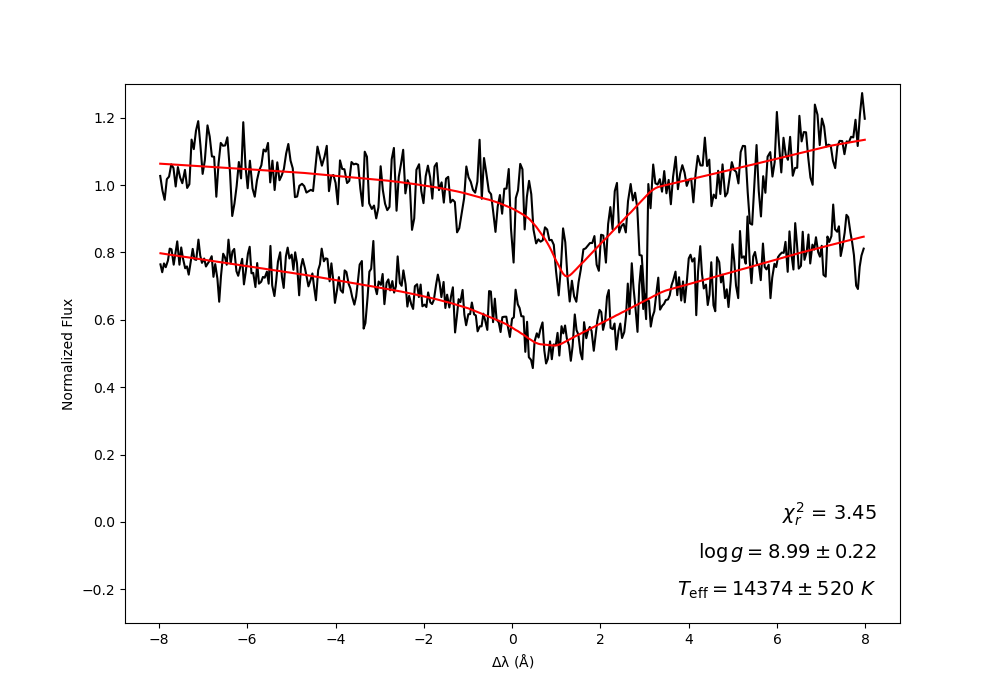 1.2
1.0
0.8
0.6
0.4
0.2
0.0
−0.2
Normalized Flux
χ²ᵣ = 3.45
log g = 8.99 ± 0.22
T_eff = 14374 ± 520 K
−8 −6 −4 −2 0 2 4 6 8
Δλ (Å)